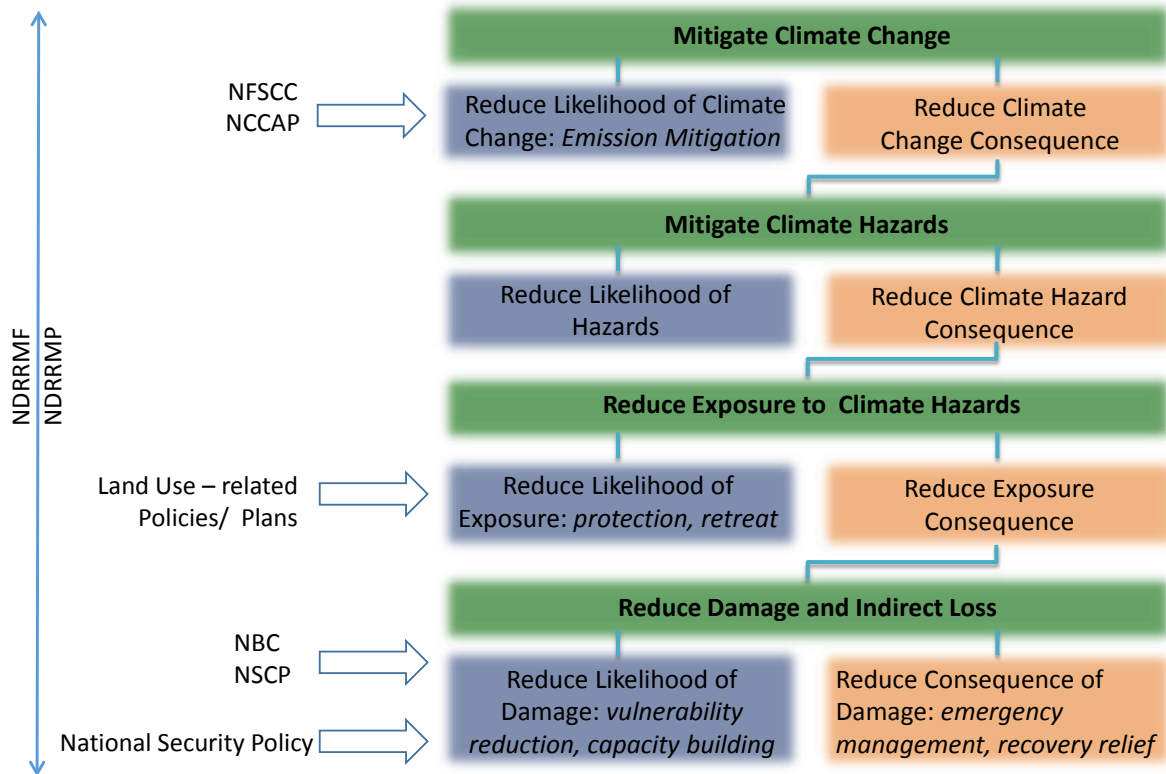 Mitigate Climate Change
NFSCC
NCCAP
Reduce Likelihood of Climate
Change: Emission Mitigation
Reduce Climate
Change Consequence
Mitigate Climate Hazards
Reduce Likelihood of
Hazards
Reduce Climate Hazard
Consequence
NDRRMF
NDRRMP
Reduce Exposure to Climate Hazards
Land Use – related
Policies/ Plans
Reduce Likelihood of
Exposure: protection, retreat
Reduce Exposure
Consequence
Reduce Damage and Indirect Loss
NBC
NSCP
National Security Policy
Reduce Likelihood of
Damage: vulnerability
reduction, capacity building
Reduce Consequence of
Damage: emergency
management, recovery relief